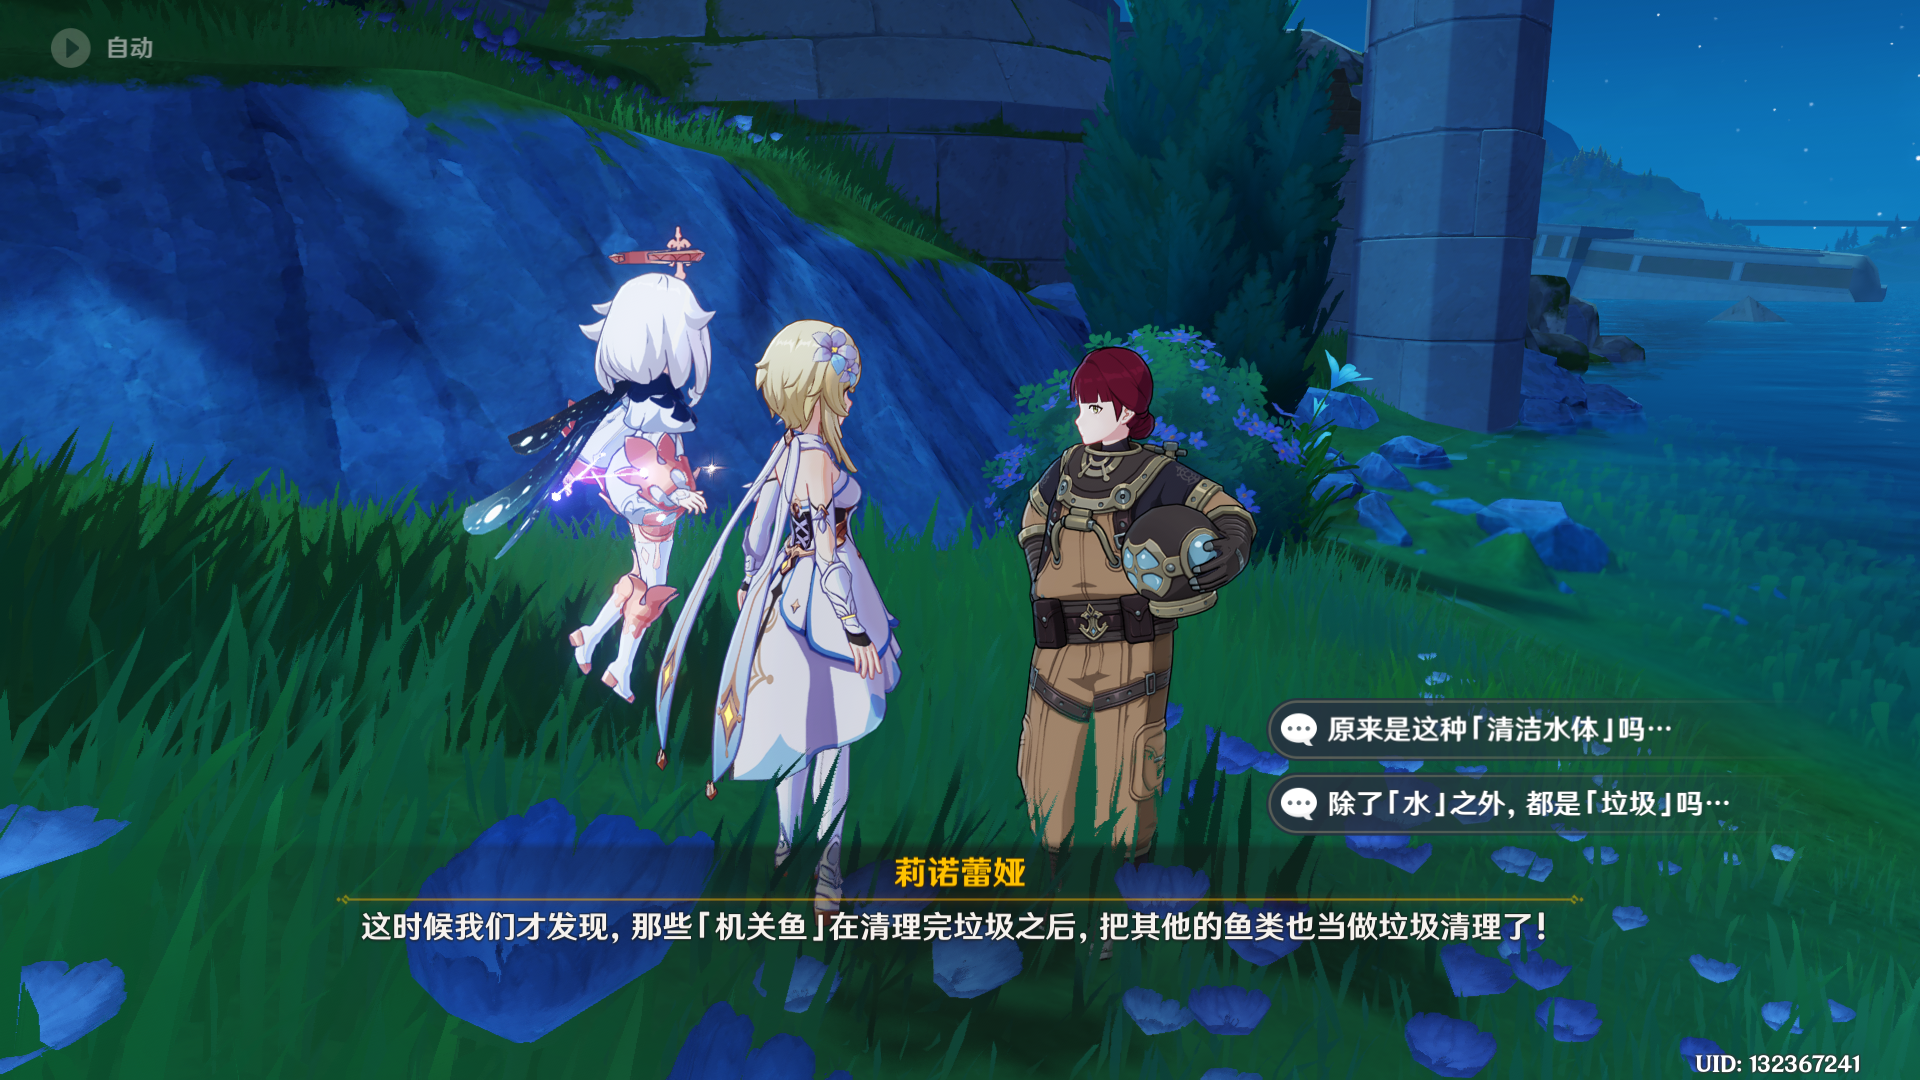 自动
原来是这种「清洁水体」吗…
除了「水」之外，都是「垃圾」吗…
莉诺蕾娅
这时候我们才发现，那些「机关鱼」在清理完垃圾之后，把其他的鱼类也当做垃圾清理了！
UID: 132367241